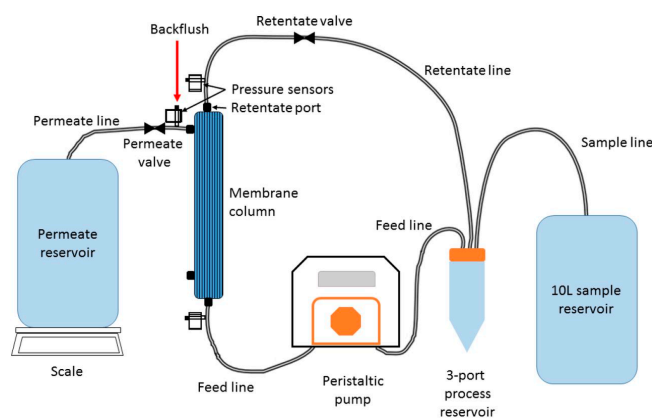 Backflush
Retentate valve
Retentate line
Pressure sensors
Retentate port
Permeate line
Permeate
valve
Sample line
Membrane
column
Feed line
Permeate
reservoir
10L sample
reservoir
Scale
Feed line
Peristaltic
pump
3-port
process
reservoir